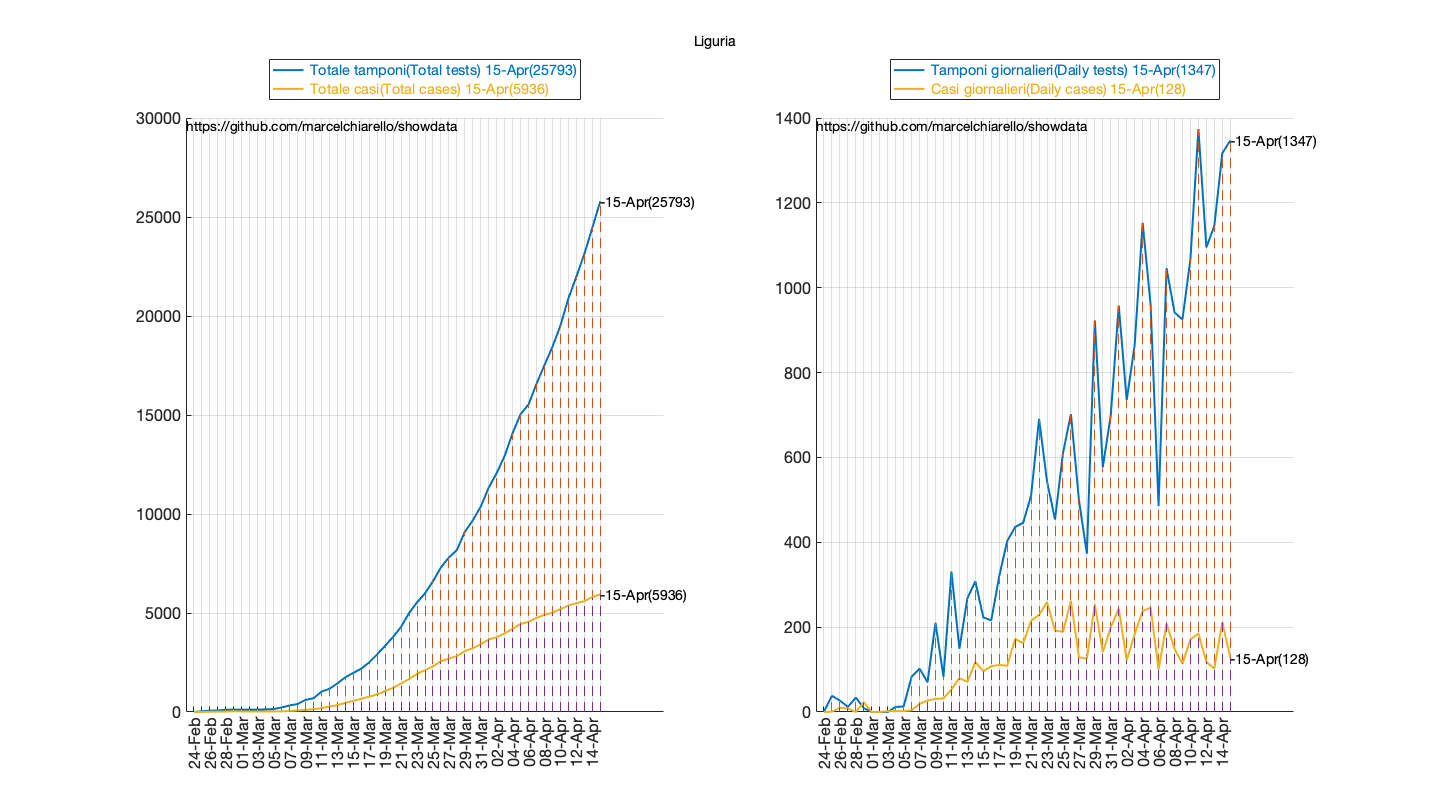 Liguria
Totale tamponi(Total tests) 15-Apr(25793)
Totale casi(Total cases) 15-Apr(5936)
https://github.com/marcelchiarello/showdata
30000
25000
20000
15000
10000
5000
0
15-Apr(25793)
15-Apr(5936)
24-Feb
26-Feb
28-Feb
01-Mar
03-Mar
05-Mar
07-Mar
09-Mar
11-Mar
13-Mar
15-Mar
17-Mar
19-Mar
21-Mar
23-Mar
25-Mar
27-Mar
29-Mar
31-Mar
02-Apr
04-Apr
06-Apr
08-Apr
10-Apr
12-Apr
14-Apr
Tamponi giornalieri(Daily tests) 15-Apr(1347)
Casi giornalieri(Daily cases) 15-Apr(128)
https://github.com/marcelchiarello/showdata
1400
1200
1000
800
600
400
200
0
15-Apr(1347)
15-Apr(128)
24-Feb
26-Feb
28-Feb
01-Mar
03-Mar
05-Mar
07-Mar
09-Mar
11-Mar
13-Mar
15-Mar
17-Mar
19-Mar
21-Mar
23-Mar
25-Mar
27-Mar
29-Mar
31-Mar
02-Apr
04-Apr
06-Apr
08-Apr
10-Apr
12-Apr
14-Apr